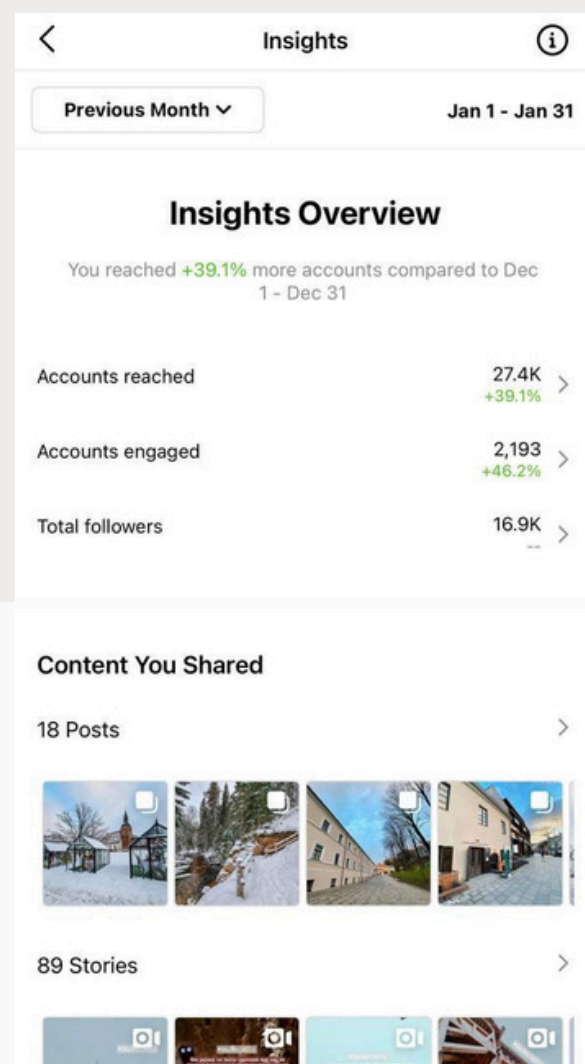 Insights
Previous Month
Jan 1 - Jan 31
Insights Overview
You reached +39.1% more accounts compared to Dec
1 - Dec 31
Accounts reached
27.4K
+39.1%
Accounts engaged
2,193
+46.2%
Total followers
16.9K
--
Content You Shared
18 Posts
89 Stories